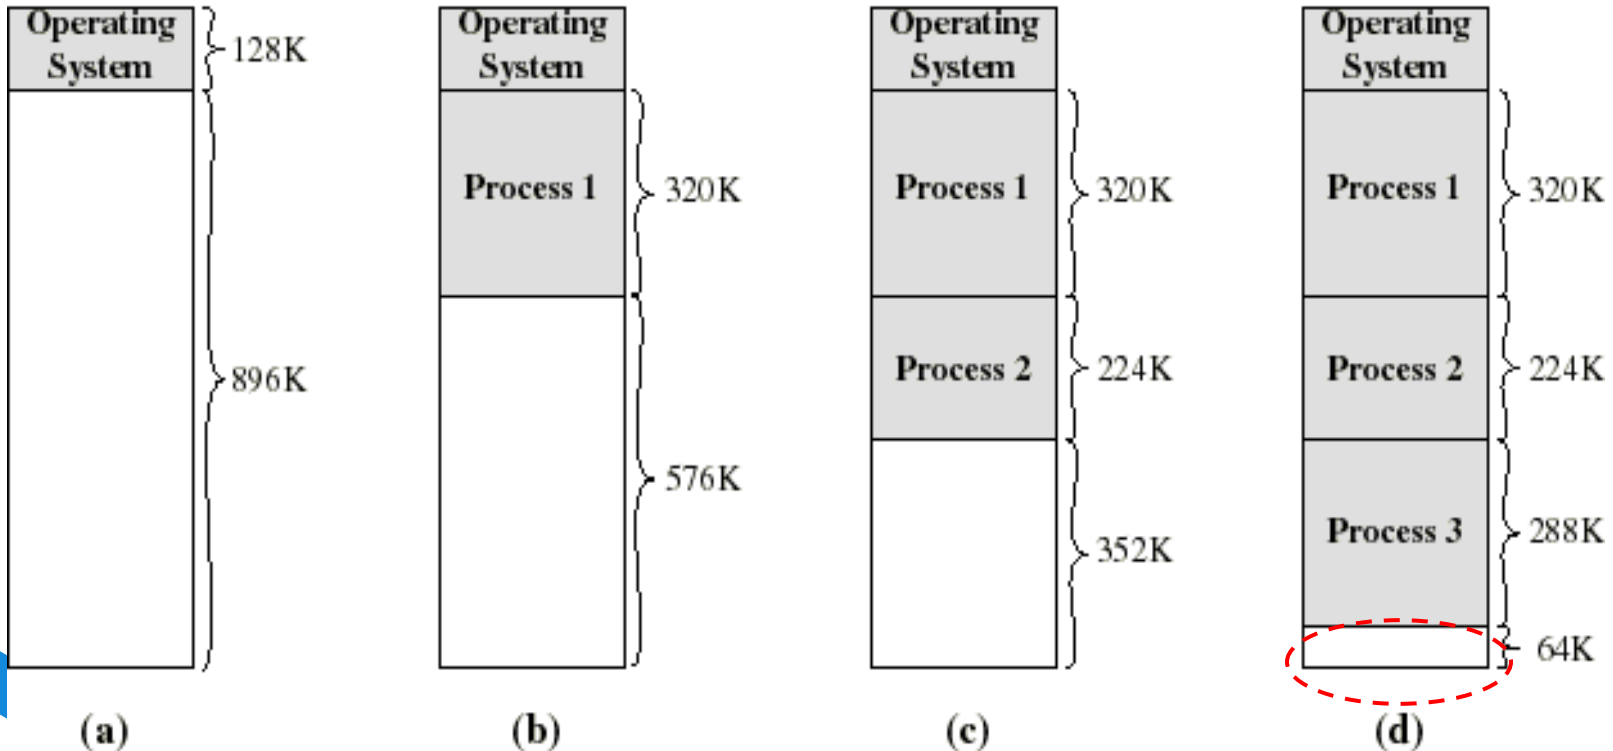 Operating
System
128K
896K
(a)
Operating
System
Process 1
320K
576K
(b)
Operating
System
Process 1
320K
Process 2
224K
352K
(c)
Operating
System
Process 1
320K
Process 2
224K
Process 3
288K
64K
(d)